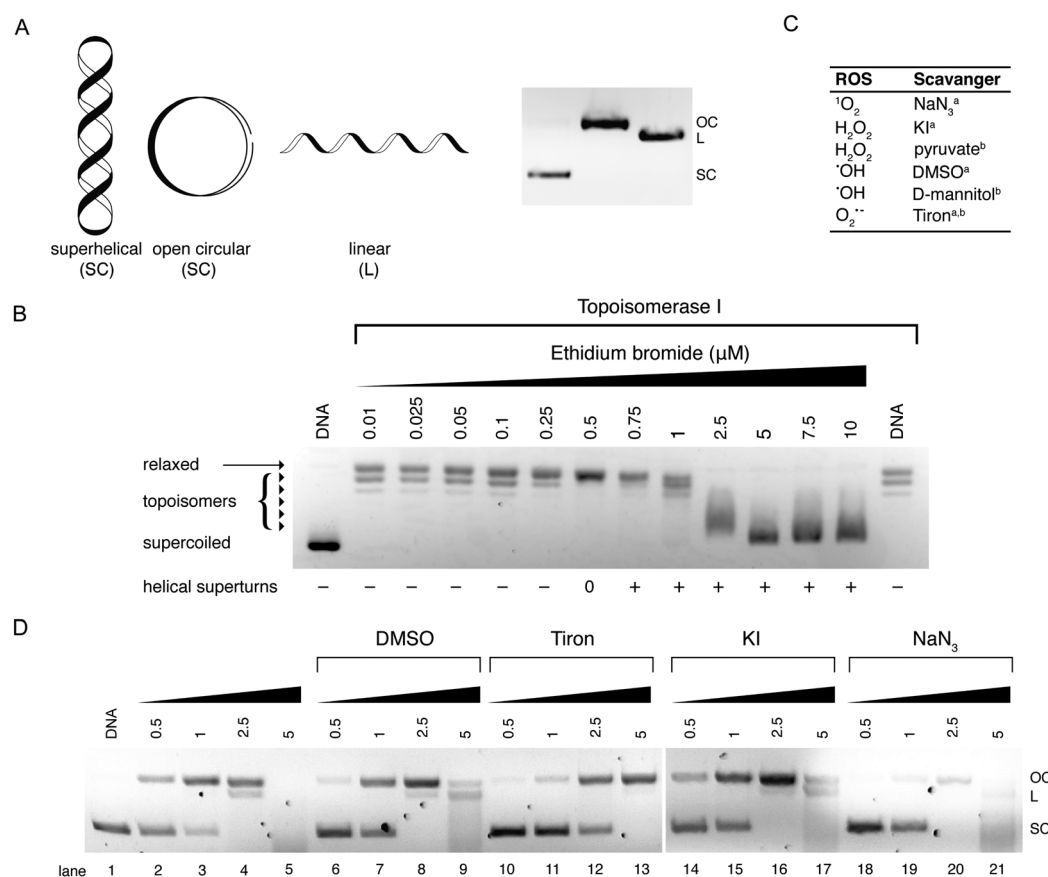 A
superhelical
(SC)
open circular
(SC)
linear
(L)
OC
L
SC
C
ROS Scavanger
¹O₂ NaN₃ᵃ
H₂O₂ KIᵃ
H₂O₂ pyruvateᵇ
•OH DMSOᵃ
•OH D-mannitolᵇ
O₂•- Tironᵃ,ᵇ
B
Topoisomerase I
Ethidium bromide (μM)
DNA 0.01 0.025 0.05 0.1 0.25 0.5 0.75 1 2.5 5 7.5 10 DNA
relaxed
topoisomers
supercoiled
helical superturns – – – – – – 0 + + + + + + –
D
DMSO Tiron KI NaN₃
DNA 0.5 1 2.5 5 0.5 1 2.5 5 0.5 1 2.5 5 0.5 1 2.5 5 0.5 1 2.5 5
OC
L
SC
lane 1 2 3 4 5 6 7 8 9 10 11 12 13 14 15 16 17 18 19 20 21